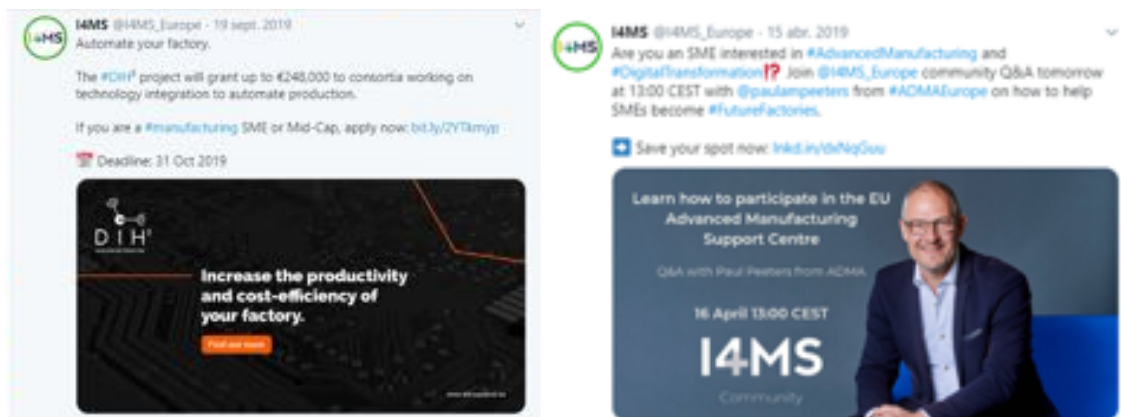 I4MS @I4MS_Europe · 19 sept. 2019
Automate your factory.
The #DIH² project will grant up to €248,000 to consortia working on
technology integration to automate production.
If you are a #manufacturing SME or Mid-Cap, apply now: bit.ly/2YTkmyp
Deadline: 31 Oct 2019
DIH²
Increase the productivity
and cost-efficiency of
your factory.
Find out more
I4MS @I4MS_Europe · 15 abr. 2019
Are you an SME interested in #AdvancedManufacturing and
#DigitalTransformation⁉ Join @I4MS_Europe community Q&A tomorrow
at 13:00 CEST with @paulampeeters from #ADMAEurope on how to help
SMEs become #FutureFactories.
Save your spot now: lnkd.in/dxNqGuu
Learn how to participate in the EU
Advanced Manufacturing
Support Centre
Q&A with Paul Peeters from ADMA
16 April 13:00 CEST
I4MS
Community